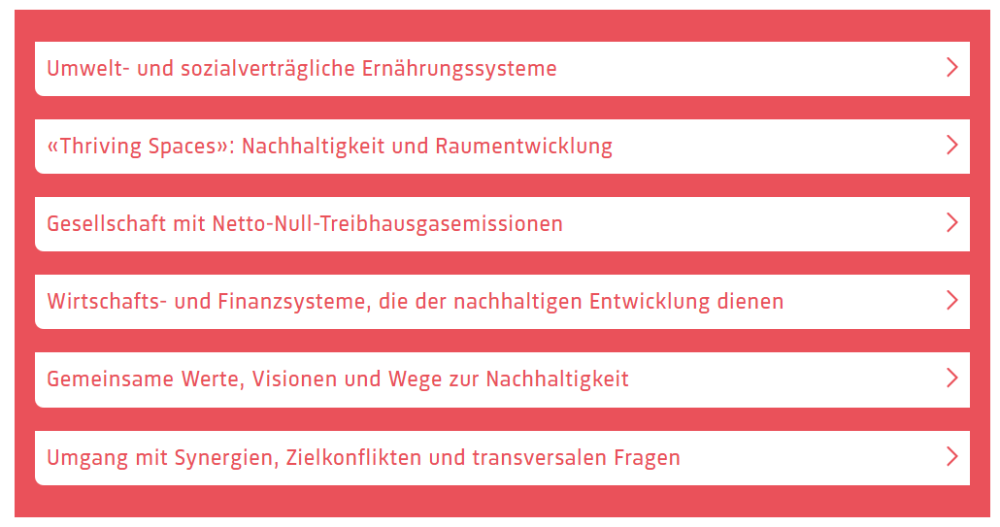 Umwelt- und sozialverträgliche Ernährungssysteme
«Thriving Spaces»: Nachhaltigkeit und Raumentwicklung
Gesellschaft mit Netto-Null-Treibhausgasemissionen
Wirtschafts- und Finanzsysteme, die der nachhaltigen Entwicklung dienen
Gemeinsame Werte, Visionen und Wege zur Nachhaltigkeit
Umgang mit Synergien, Zielkonflikten und transversalen Fragen